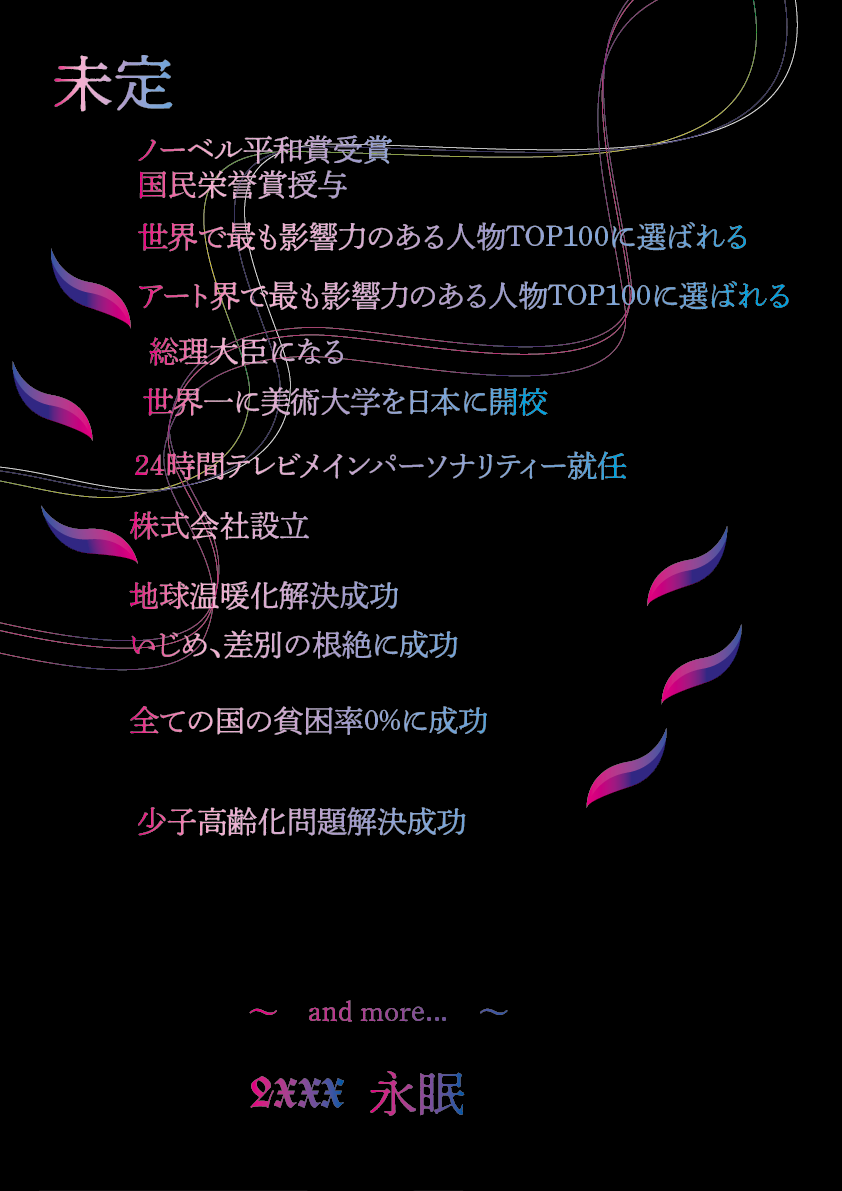 未定
ノーベル平和賞受賞
国民栄誉賞授与
世界で最も影響力のある人物TOP100に選ばれる
アート界で最も影響力のある人物TOP100に選ばれる
総理大臣になる
世界一に美術大学を日本に開校
24時間テレビメインパーソナリティー就任
株式会社設立
地球温暖化解決成功
いじめ、差別の根絶に成功
全ての国の貧困率0%に成功
少子高齢化問題解決成功
～ and more... ～
2XXX 永眠